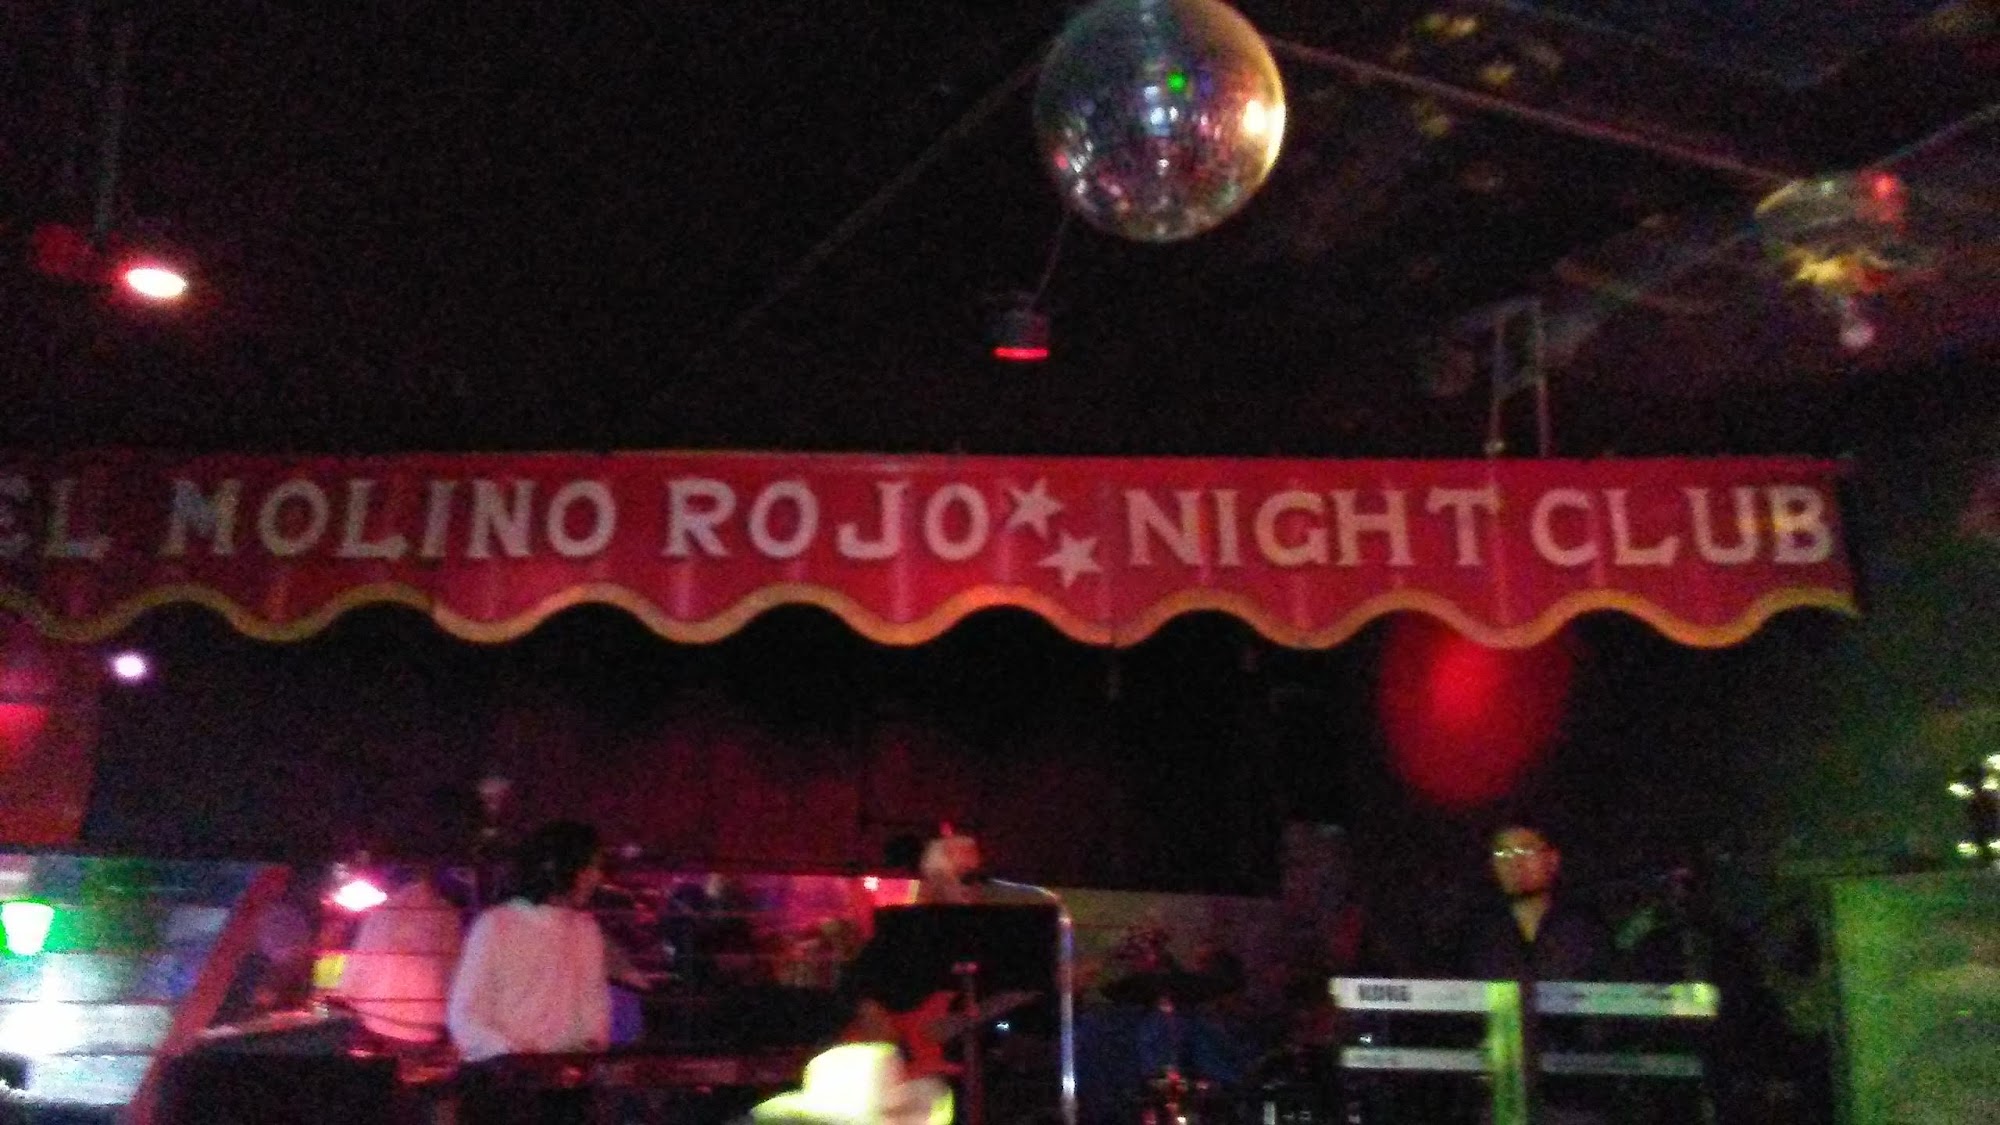 EL MOLINO ROJO NIGHT CLUB
KORG